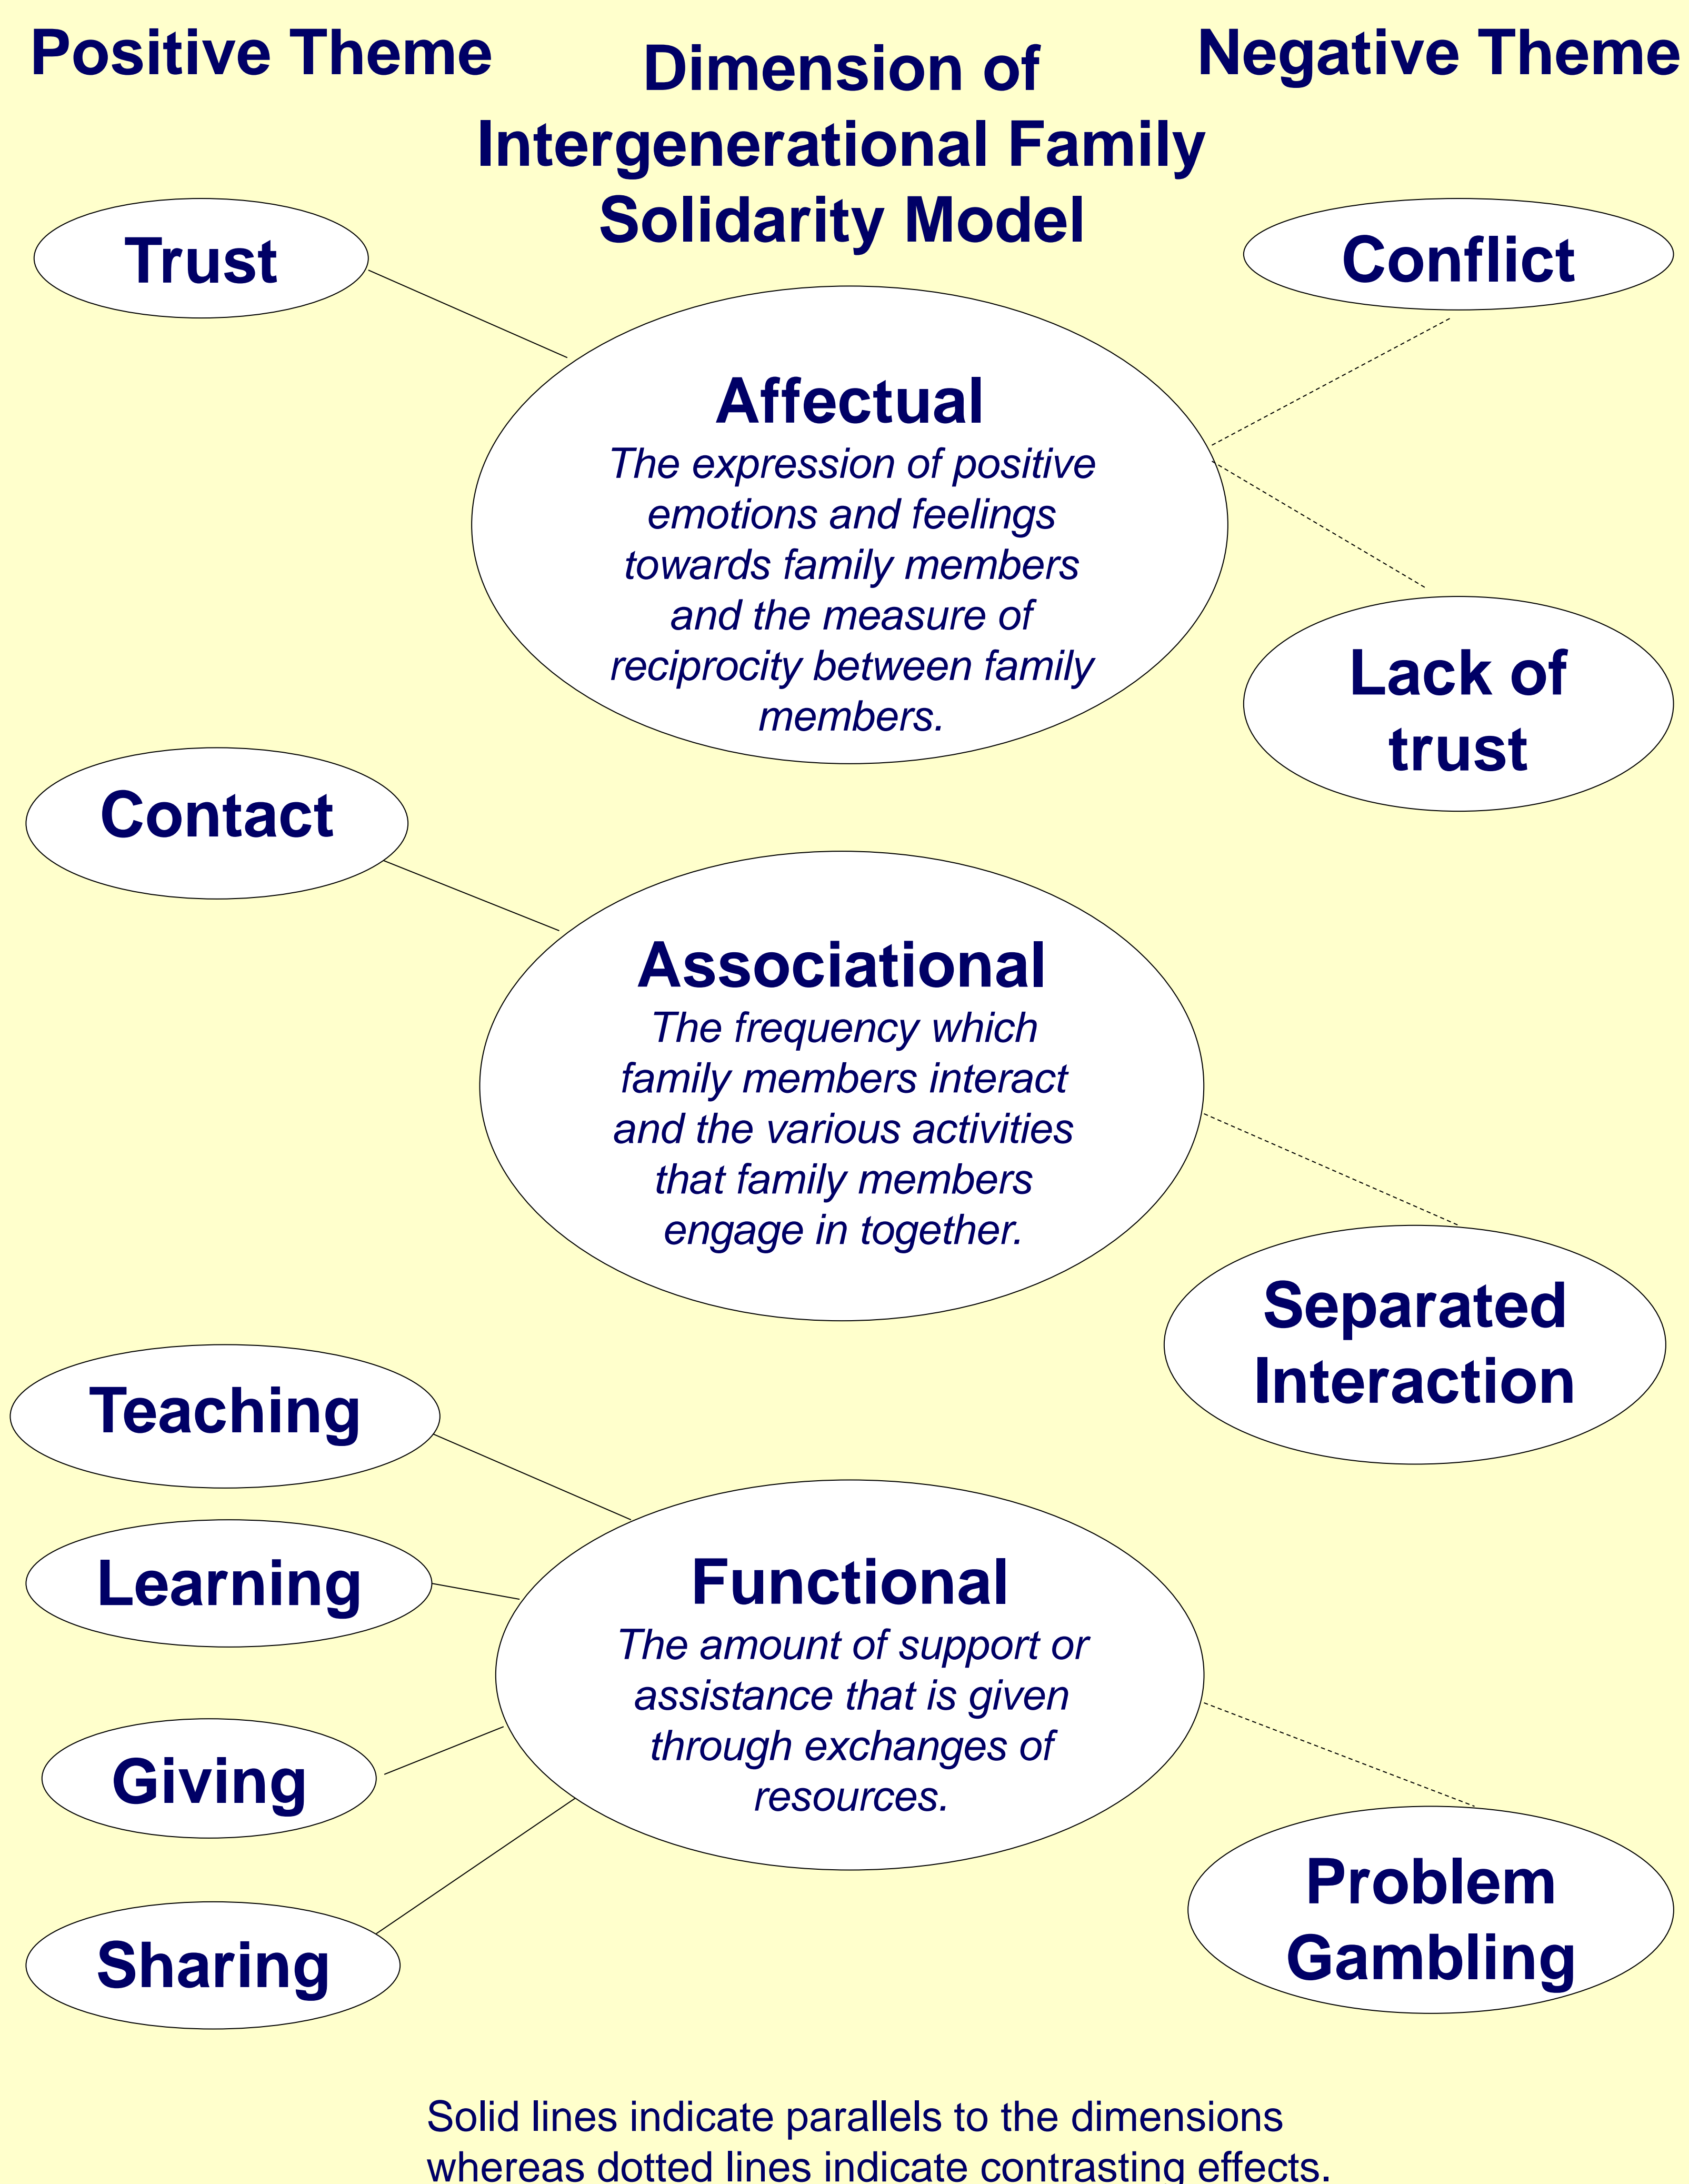 Positive Theme
Dimension of
Intergenerational Family
Solidarity Model
Negative Theme
Trust
Conflict
Affectual
The expression of positive
emotions and feelings
towards family members
and the measure of
reciprocity between family
members.
Lack of
trust
Contact
Associational
The frequency which
family members interact
and the various activities
that family members
engage in together.
Separated
Interaction
Teaching
Learning
Giving
Sharing
Functional
The amount of support or
assistance that is given
through exchanges of
resources.
Problem
Gambling
Solid lines indicate parallels to the dimensions
whereas dotted lines indicate contrasting effects.